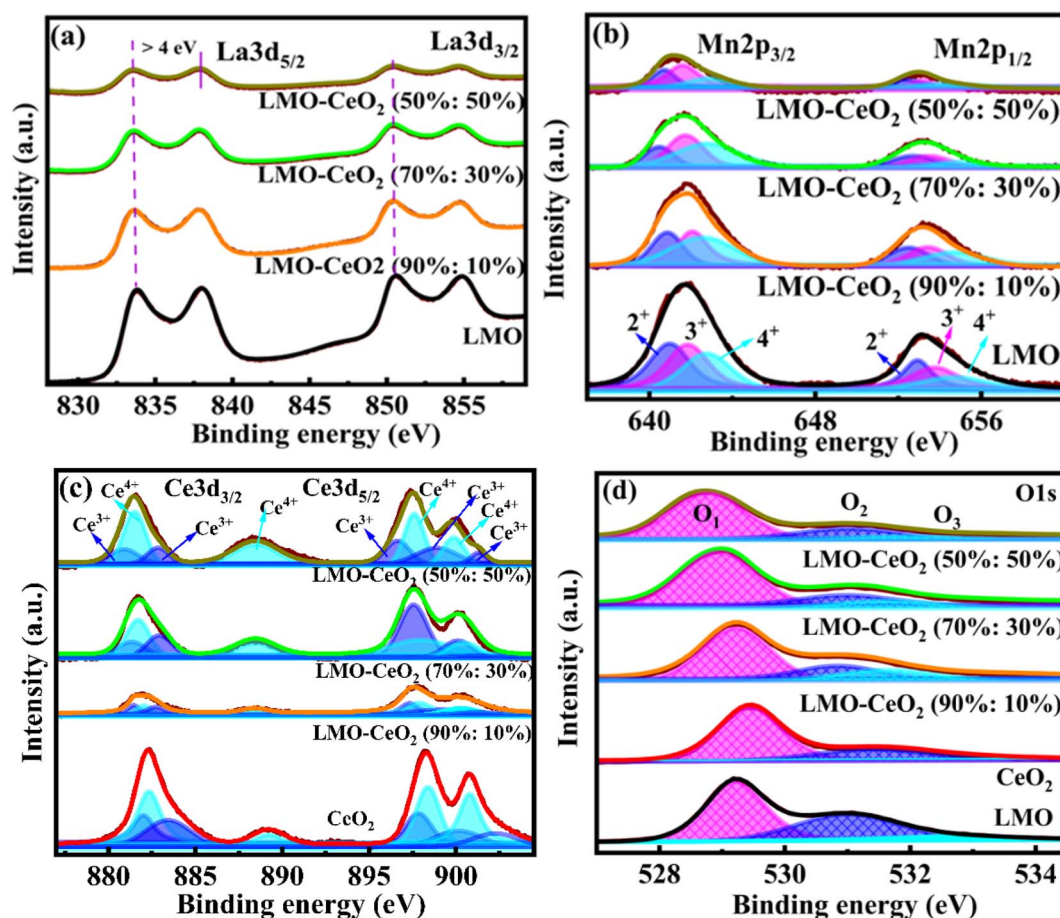 (a)
> 4 eV
La3d5/2
La3d3/2
LMO-CeO2 (50%: 50%)
LMO-CeO2 (70%: 30%)
LMO-CeO2 (90%: 10%)
LMO
Intensity (a.u.)
830 835 840 845 850 855
Binding energy (eV)
(b)
Mn2p3/2
Mn2p1/2
LMO-CeO2 (50%: 50%)
LMO-CeO2 (70%: 30%)
LMO-CeO2 (90%: 10%)
2+ 3+ 4+
2+ 3+ 4+
LMO
Intensity (a.u.)
640 648 656
Binding energy (eV)
(c)
Ce3d3/2
Ce3d5/2
Ce4+
Ce3+
Ce3+
Ce4+
Ce3+
Ce4+
Ce3+
Ce4+
Ce3+
LMO-CeO2 (50%: 50%)
LMO-CeO2 (70%: 30%)
LMO-CeO2 (90%: 10%)
CeO2
Intensity (a.u.)
880 885 890 895 900
Binding energy (eV)
(d)
O1s
O1
O2
O3
LMO-CeO2 (50%: 50%)
LMO-CeO2 (70%: 30%)
LMO-CeO2 (90%: 10%)
CeO2
LMO
Intensity (a.u.)
528 530 532 534
Binding energy (eV)